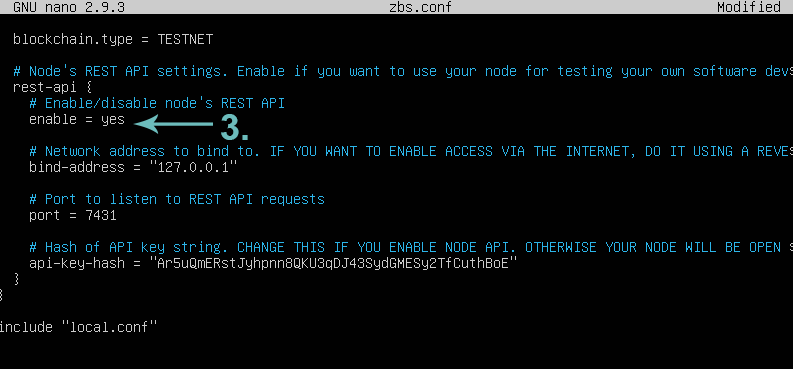 GNU nano 2.9.3 zbs.conf Modified
blockchain.type = TESTNET
# Node's REST API settings. Enable if you want to use your node for testing your own software devs
rest-api {
# Enable/disable node's REST API
enable = yes
3.
# Network address to bind to. IF YOU WANT TO ENABLE ACCESS VIA THE INTERNET, DO IT USING A REVE$
bind-address = "127.0.0.1"
# Port to listen to REST API requests
port = 7431
# Hash of API key string. CHANGE THIS IF YOU ENABLE NODE API. OTHERWISE YOUR NODE WILL BE OPEN $
api-key-hash = "Ar5uQmERstJyhpnn8QKU3qDJ43SydGMESy2TfCuthBoE"
}
}
include "local.conf"